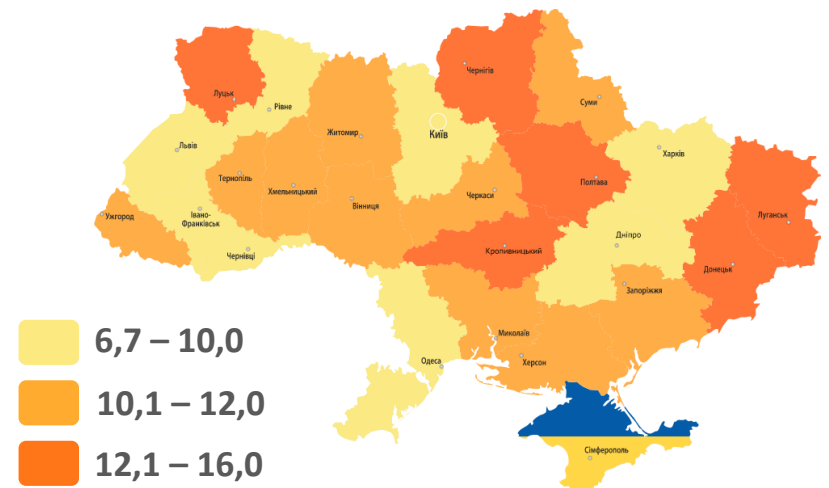 Чернігів
Луцьк
Суми
Рівне
Житомир
Київ
Львів
Харків
Тернопіль
Хмельницький
Полтава
Черкаси
Вінниця
Ужгород
Івано-
Франківськ
Луганськ
Дніпро
Кропивницький
Чернівці
Донецьк
Запоріжжя
Миколаїв
6,7 – 10,0
Одеса
Херсон
10,1 – 12,0
Сімферополь
12,1 – 16,0